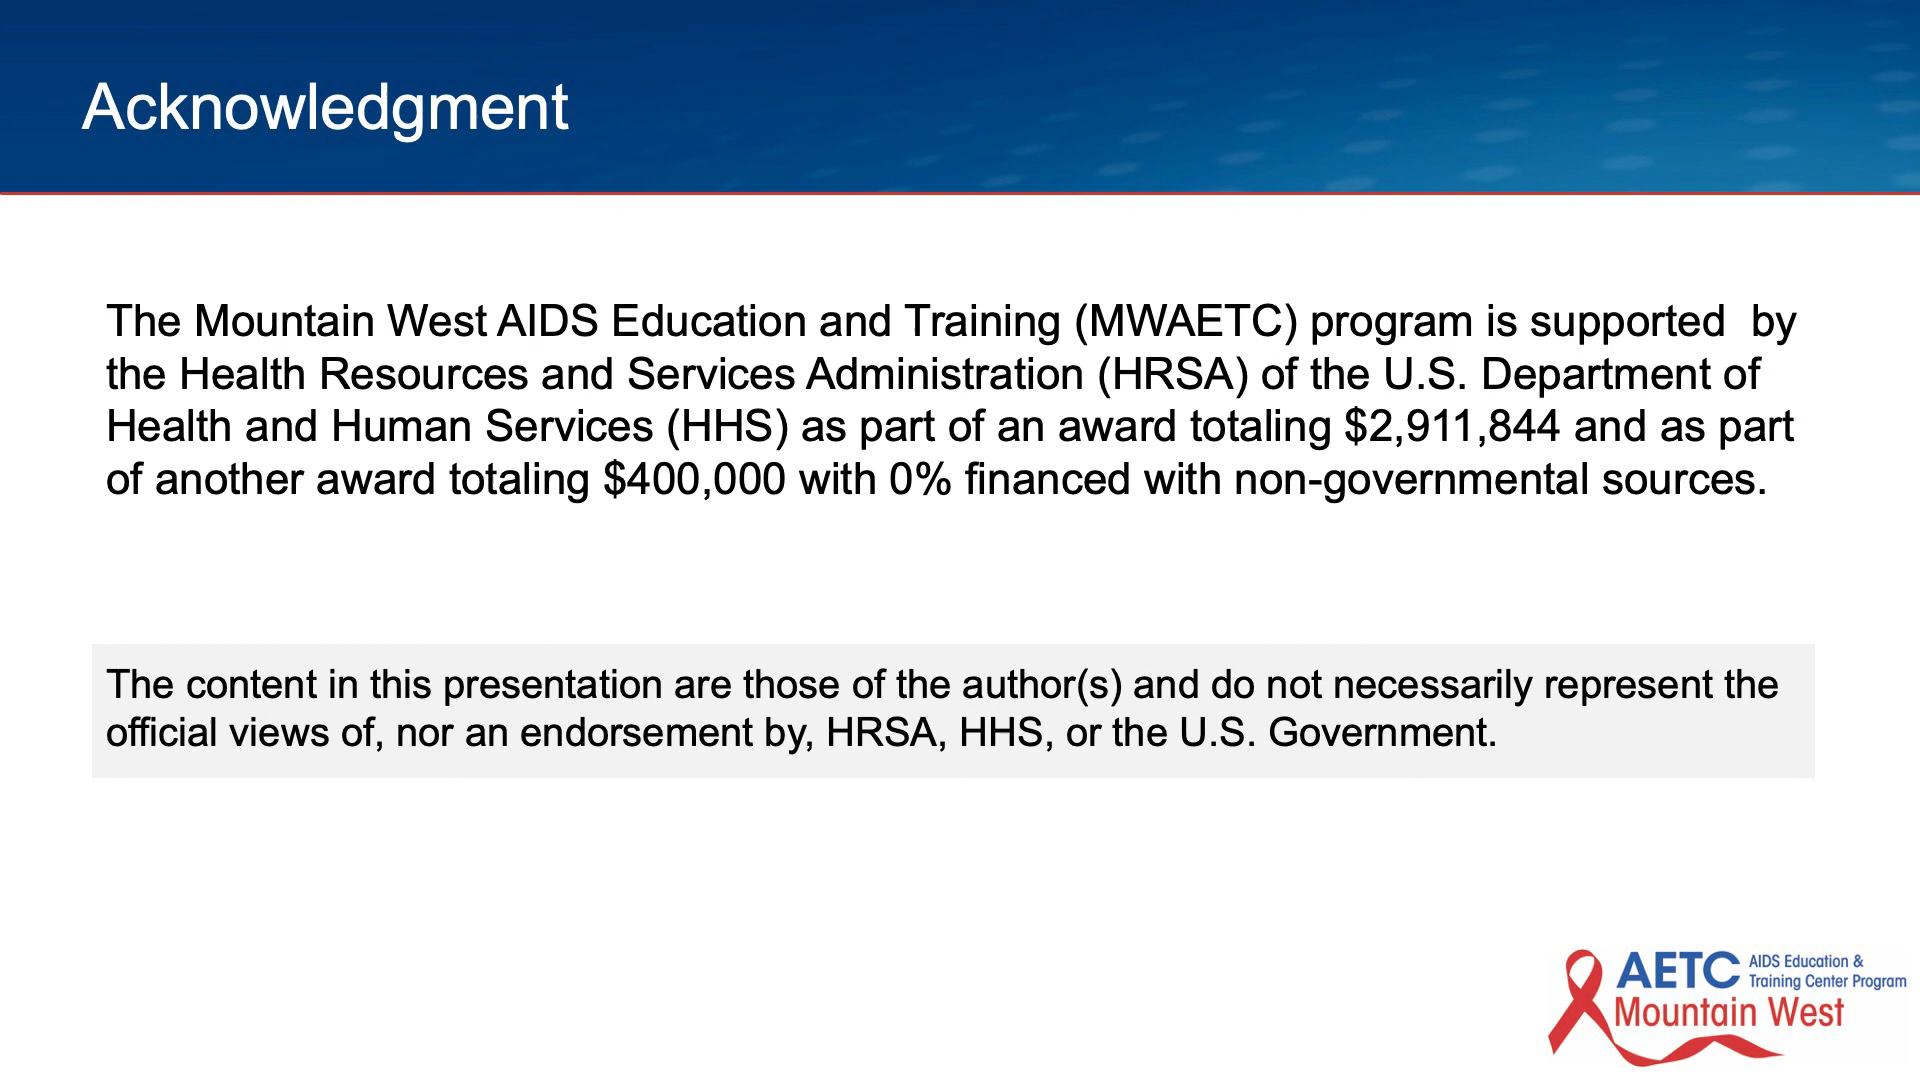 Acknowledgment
The Mountain West AIDS Education and Training (MWAETC) program is supported  by
the Health Resources and Services Administration (HRSA) of the U.S. Department of
Health and Human Services (HHS) as part of an award totaling $2,911,844 and as part
of another award totaling $400,000 with 0% financed with non-governmental sources.
The content in this presentation are those of the author(s) and do not necessarily represent the
official views of, nor an endorsement by, HRSA, HHS, or the U.S. Government.
AETC AIDS Education &
Training Center Program
Mountain West